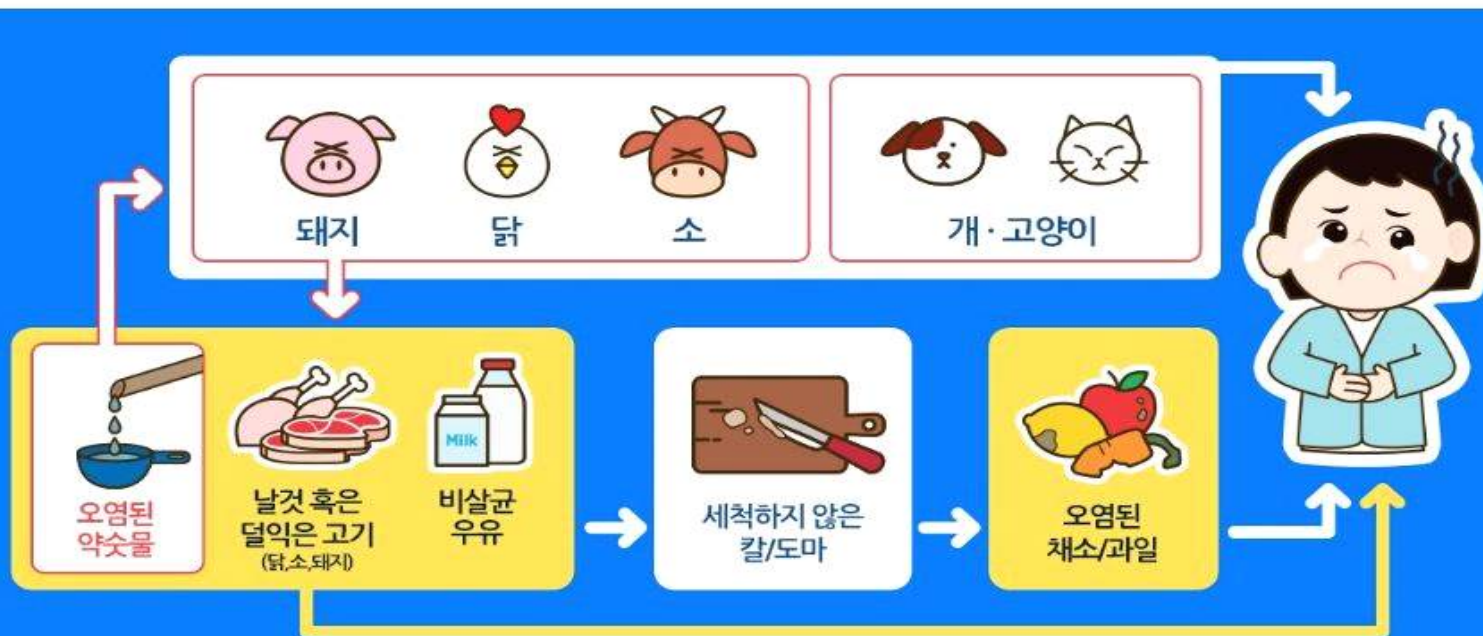 돼지
닭
소
개 · 고양이
오염된
약숫물
날것 혹은
덜익은 고기
(닭,소,돼지)
Milk
비살균
우유
세척하지 않은
칼/도마
오염된
채소/과일